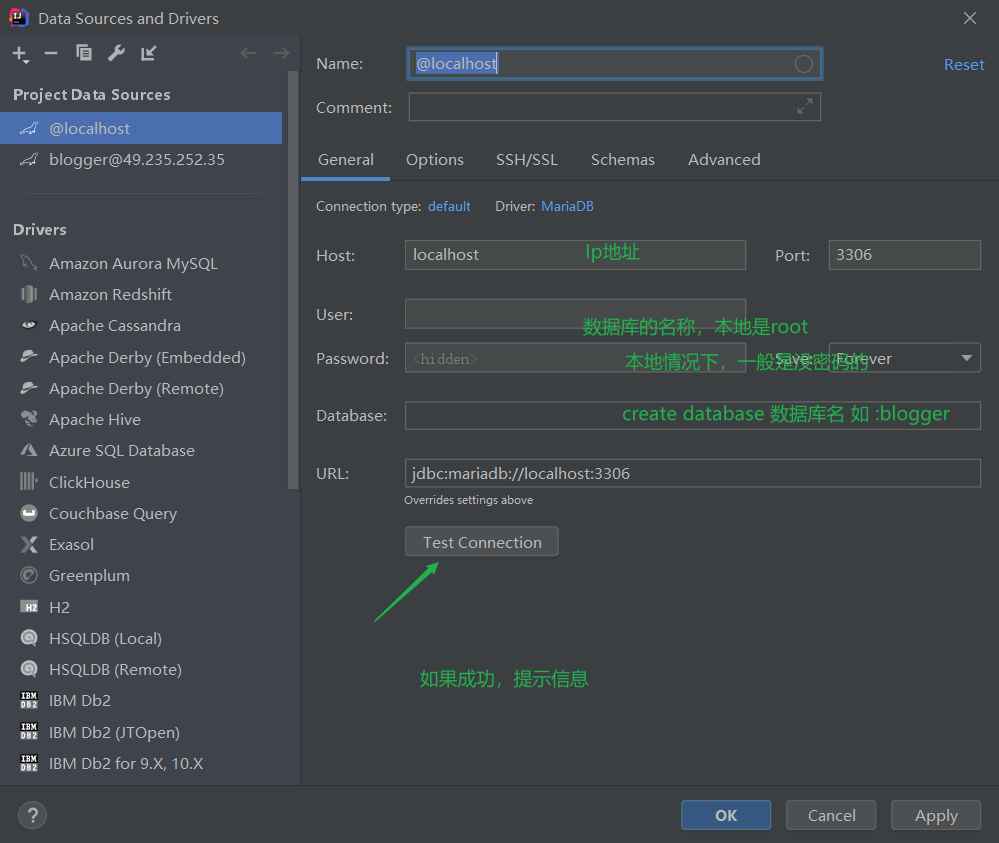 Data Sources and Drivers
Project Data Sources
@localhost
blogger@49.235.252.35
Drivers
Amazon Aurora MySQL
Amazon Redshift
Apache Cassandra
Apache Derby (Embedded)
Apache Derby (Remote)
Apache Hive
Azure SQL Database
ClickHouse
Couchbase Query
Exasol
Greenplum
H2 H2
HSQLDB (Local)
HSQLDB (Remote)
IBM DB2 IBM Db2
IBM DB2 IBM Db2 (JTOpen)
IBM DB2 IBM Db2 for 9.X, 10.X
Name: @localhost Reset
Comment:
General Options SSH/SSL Schemas Advanced
Connection type: default Driver: MariaDB
Host: localhost Ip地址 Port: 3306
User:
数据库的名称，本地是root
Password: <hidden> Save: Forever
本地情况下，一般是没密码的
Database: create database 数据库名 如 :blogger
URL: jdbc:mariadb://localhost:3306
Overrides settings above
Test Connection
如果成功，提示信息
? OK Cancel Apply